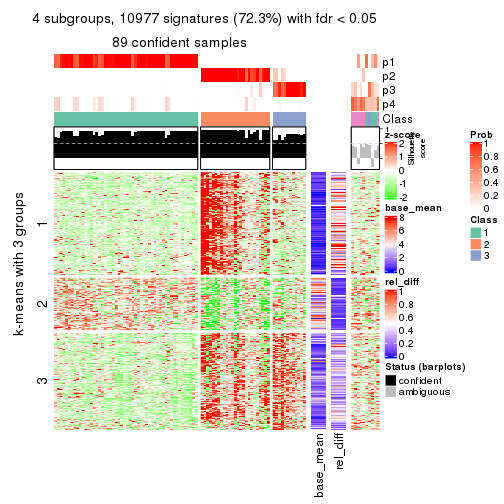 4 subgroups, 10977 signatures (72.3%) with fdr < 0.05
89 confident samples
p1
p2
p3
p4
Class
Silhouette
score
1
k-means with 3 groups
1
2
3
base_mean
rel_diff
z-score
2
1
0
-1
-2
base_mean
8
6
4
2
0
rel_diff
1
0.8
0.6
0.4
0.2
0
Status (barplots)
confident
ambiguous
Prob
1
0.8
0.6
0.4
0.2
0
Class
1
2
3